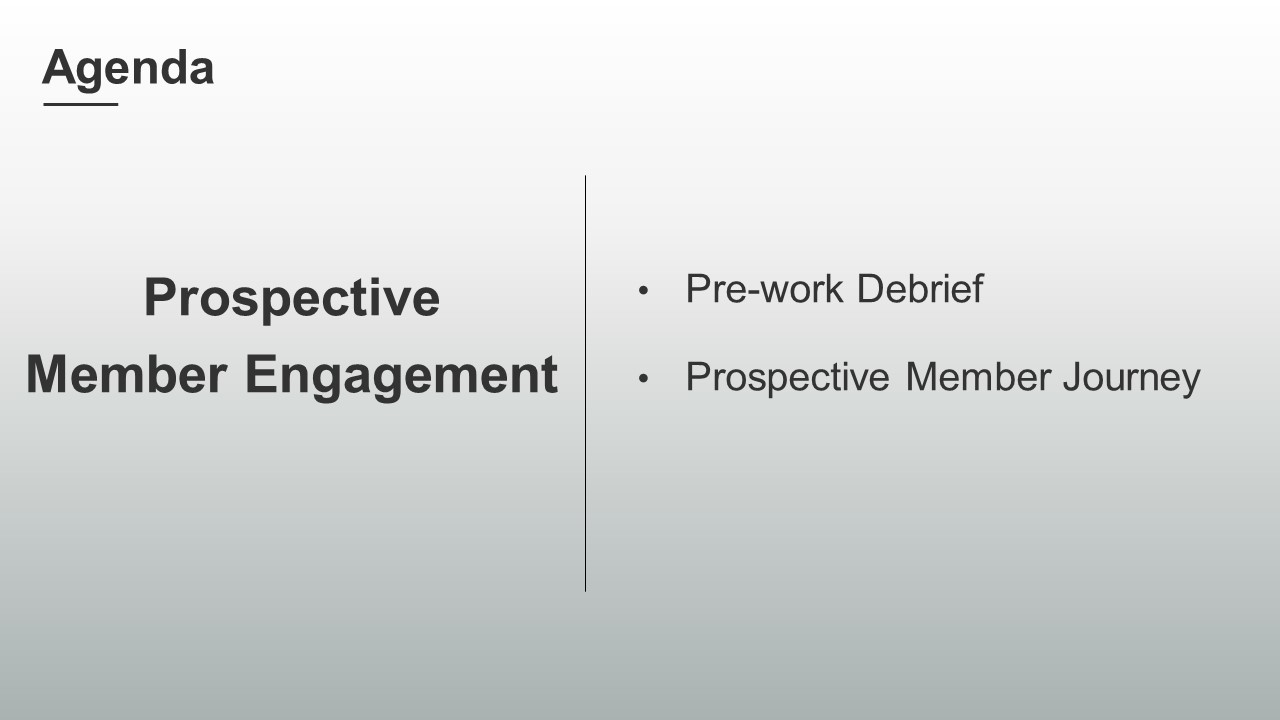 Agenda
Prospective
Member Engagement
• Pre-work Debrief
• Prospective Member Journey